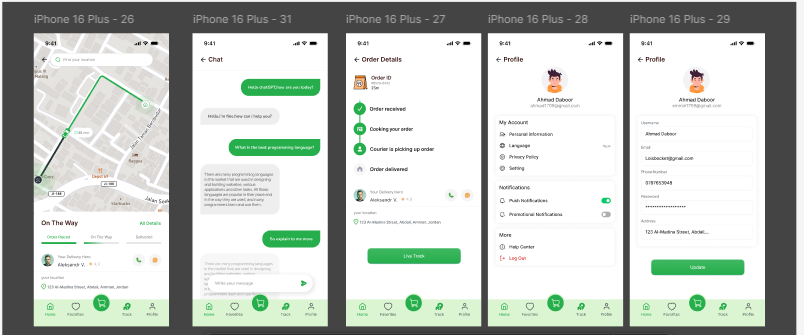 iPhone 16 Plus - 26
9:41
Find your location
On The Way
All Details
Order Placed
On The Way
Delivered
Your Delivery Hero
Aleksandr V.
your location
123 Al-Madina Street, Abdali, Amman, Jordan
Home
Favorites
Track
Profile
iPhone 16 Plus - 31
9:41
Chat
Hello chatGPT,how are you today?
Hello,i'm fine,how can i help you?
What is the best programming language?
There are many programming languages
in the market that are used in designing
and building websites, various
applications and other tasks. All these
languages are popular in their place and
in the way they are used, and many
programmers learn and use them.
So explain to me more
There are many programming languages
in the market that are used in designing
Write your message
Home
Favorites
Track
Profile
iPhone 16 Plus - 27
9:41
Order Details
Order ID
Order received
Cooking your order
Courier is picking up order
Order delivered
Your Delivery Hero
Aleksandr V.
your location
123 Al-Madina Street, Abdali, Amman, Jordan
Live Track
Home
Favorites
Track
Profile
iPhone 16 Plus - 28
9:41
Profile
Ahmad Daboor
ahmad1709@gmail.com
My Account
Personal information
Language
Privacy Policy
Setting
Notifications
Push Notifications
Promotional Notifications
More
Help Center
Log Out
Home
Favorites
Track
Profile
iPhone 16 Plus - 29
9:41
Profile
Ahmad Daboor
Username
Ahmad Daboor
Email
Loisbecket@gmail.com
Phone Number
0787653948
Password
Address
123 Al-Madina Street, Abdali,...
Update
Home
Favorites
Track
Profile